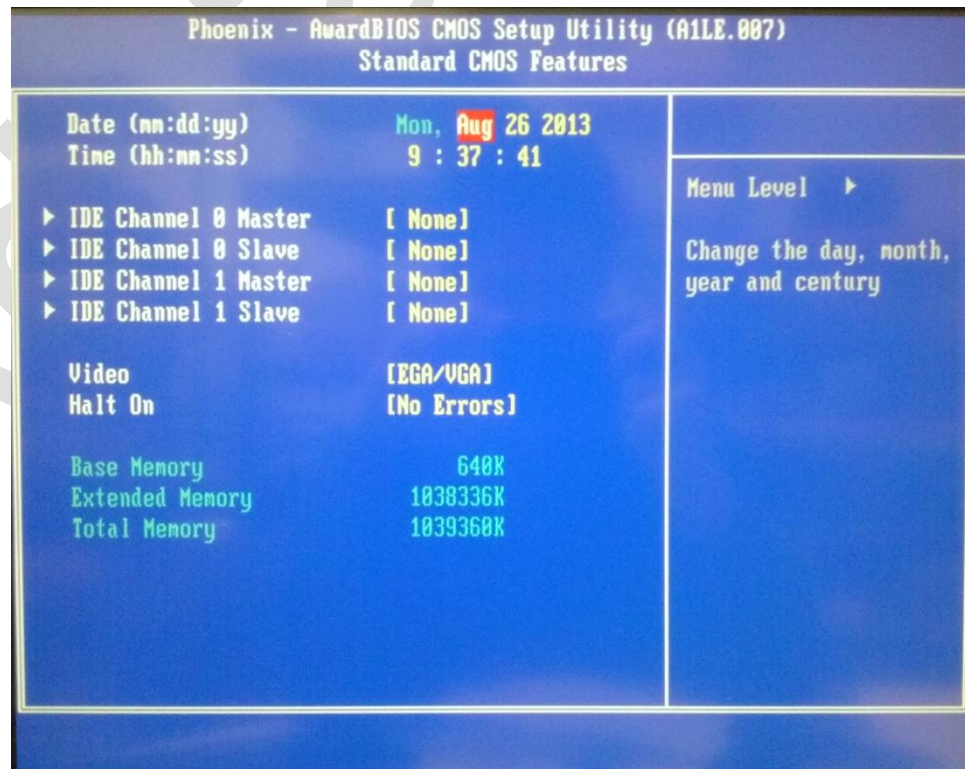 Phoenix - AwardBIOS CMOS Setup Utility (A1LE.007)
Standard CMOS Features
Date (mm:dd:yy) Mon, Aug 26 2013
Time (hh:mm:ss) 9 : 37 : 41
IDE Channel 0 Master [ None]
IDE Channel 0 Slave [ None]
IDE Channel 1 Master [ None]
IDE Channel 1 Slave [ None]
Video [EGA/VGA]
Halt On [No Errors]
Base Memory 640K
Extended Memory 1038336K
Total Memory 1039360K
Menu Level
Change the day, month,
year and century